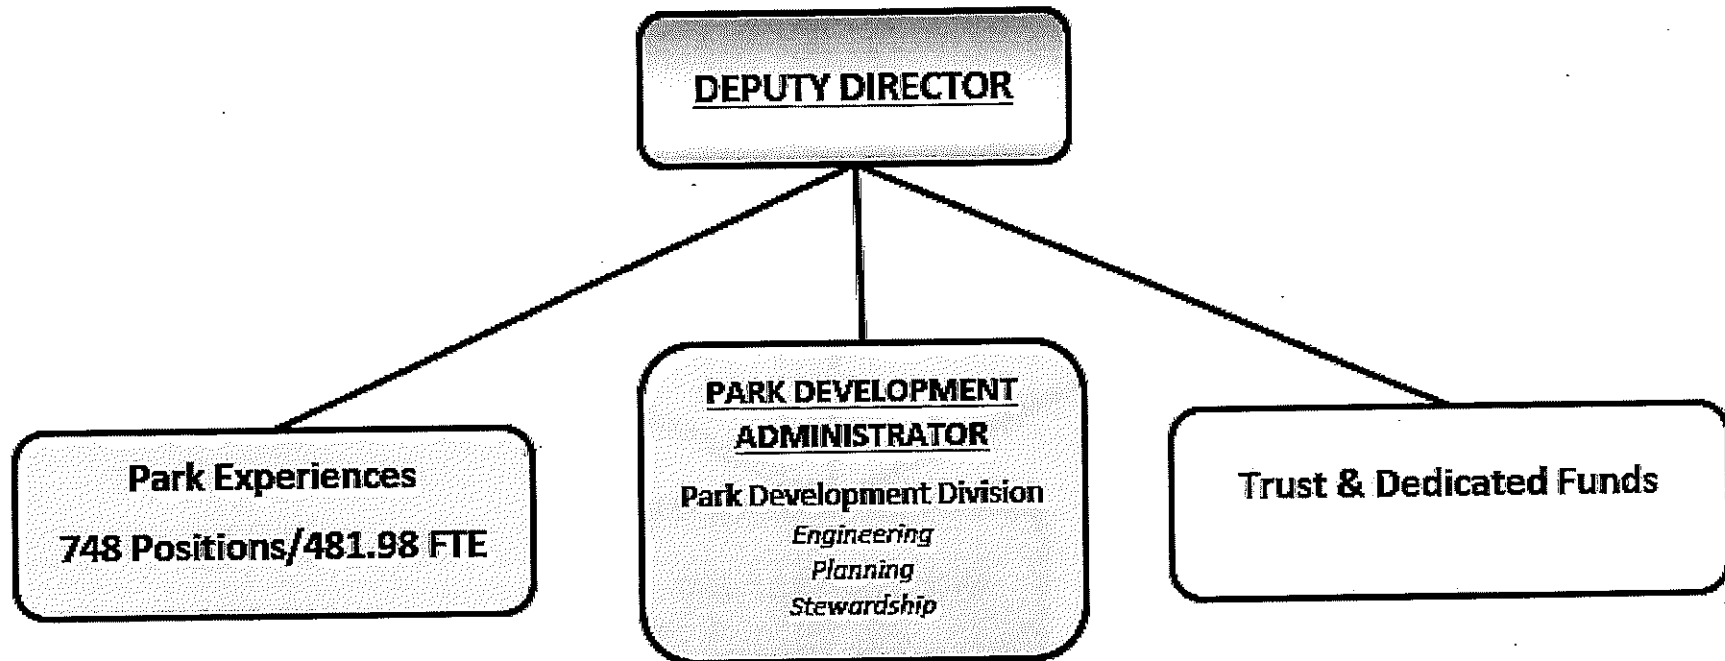 DEPUTY DIRECTOR
Park Experiences
748 Positions/481.98 FTE
PARK DEVELOPMENT
ADMINISTRATOR
Park Development Division
Engineering
Planning
Stewardship
Trust & Dedicated Funds